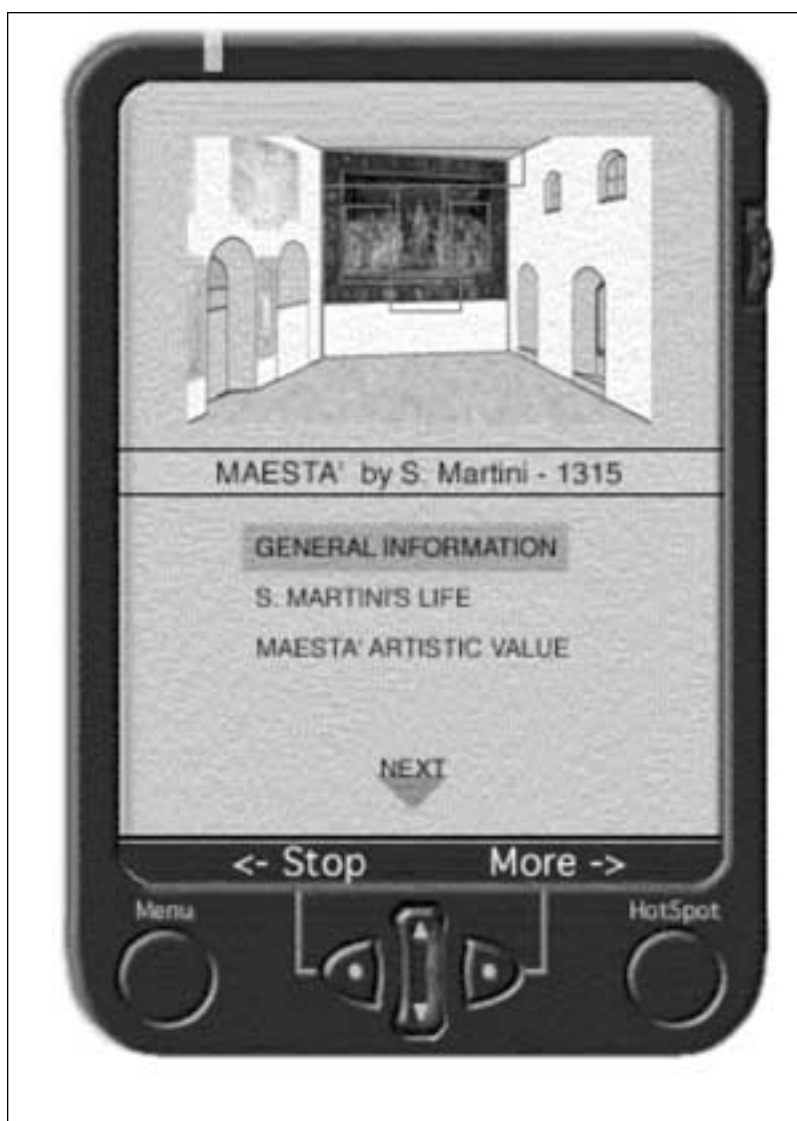 MAESTA' by S. Martini - 1315
GENERAL INFORMATION
S. MARTINI'S LIFE
MAESTA' ARTISTIC VALUE
NEXT
<- Stop More ->
Menu HotSpot